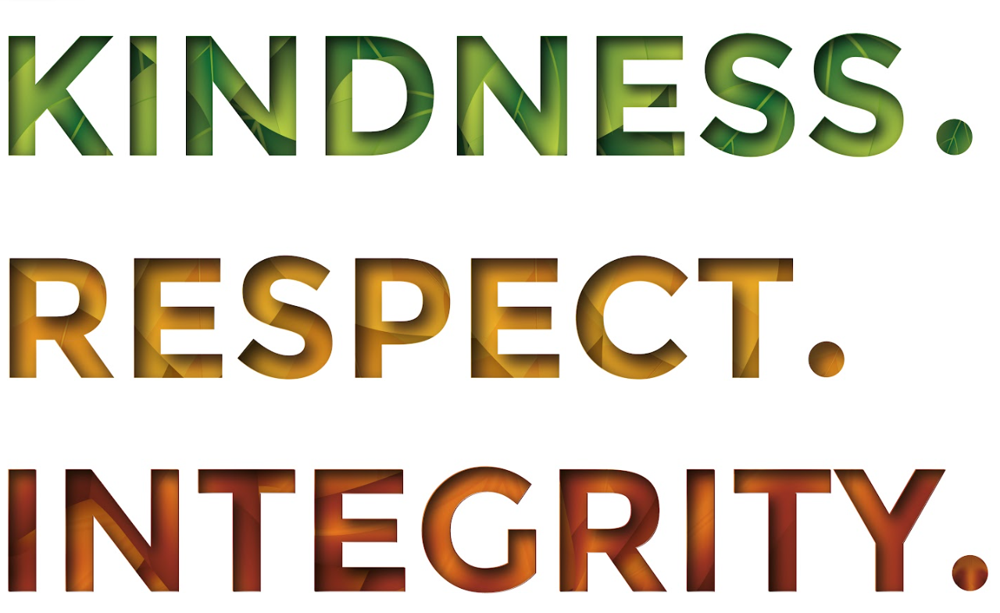 KINDNESS.
RESPECT.
INTEGRITY.